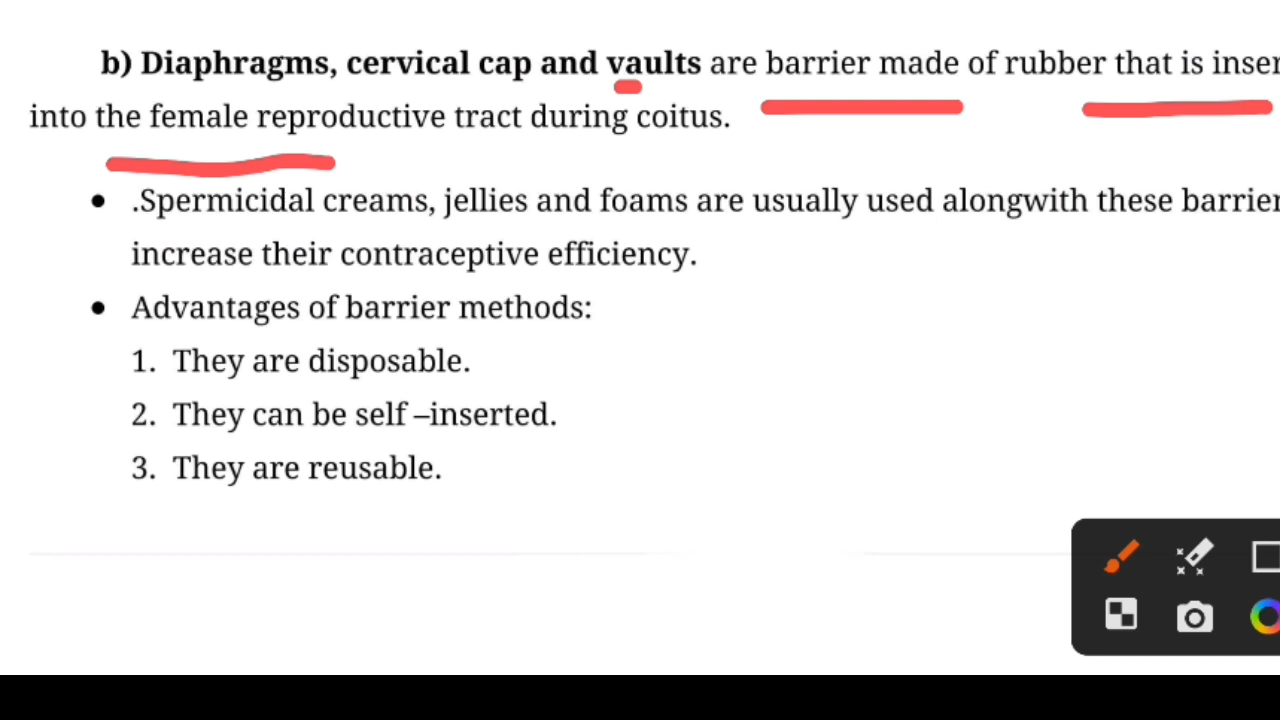 b) Diaphragms, cervical cap and vaults are barrier made of rubber that is inser
into the female reproductive tract during coitus.
• .Spermicidal creams, jellies and foams are usually used alongwith these barrier
increase their contraceptive efficiency.
• Advantages of barrier methods:
1. They are disposable.
2. They can be self –inserted.
3. They are reusable.